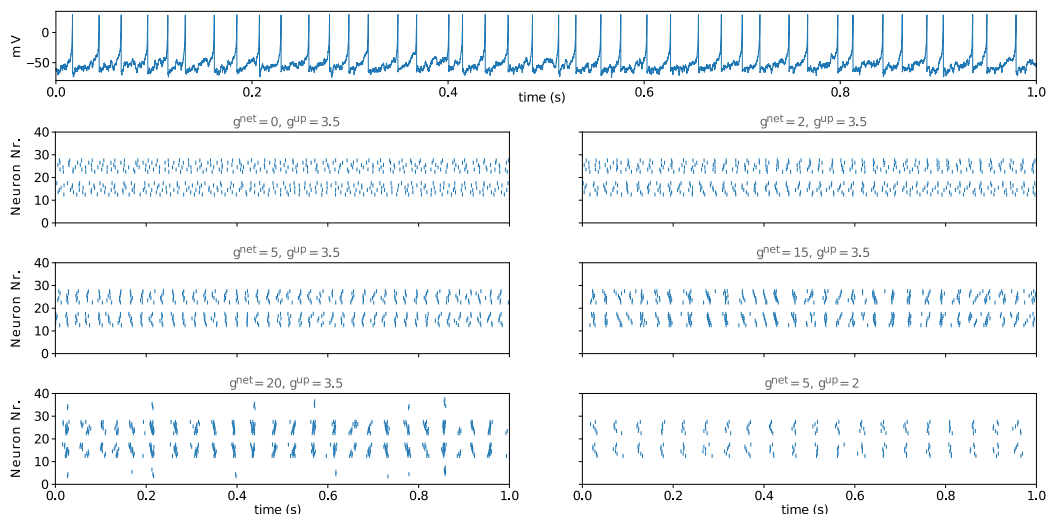 0
−50
mV
0.0 0.2 0.4 0.6 0.8 1.0
time (s)
g^net = 0, g^up = 3.5
g^net = 2, g^up = 3.5
40
30
20
10
0
Neuron Nr.
g^net = 5, g^up = 3.5
g^net = 15, g^up = 3.5
40
30
20
10
0
Neuron Nr.
g^net = 20, g^up = 3.5
g^net = 5, g^up = 2
40
30
20
10
0
Neuron Nr.
0.0 0.2 0.4 0.6 0.8 1.0
0.0 0.2 0.4 0.6 0.8 1.0
time (s)
time (s)